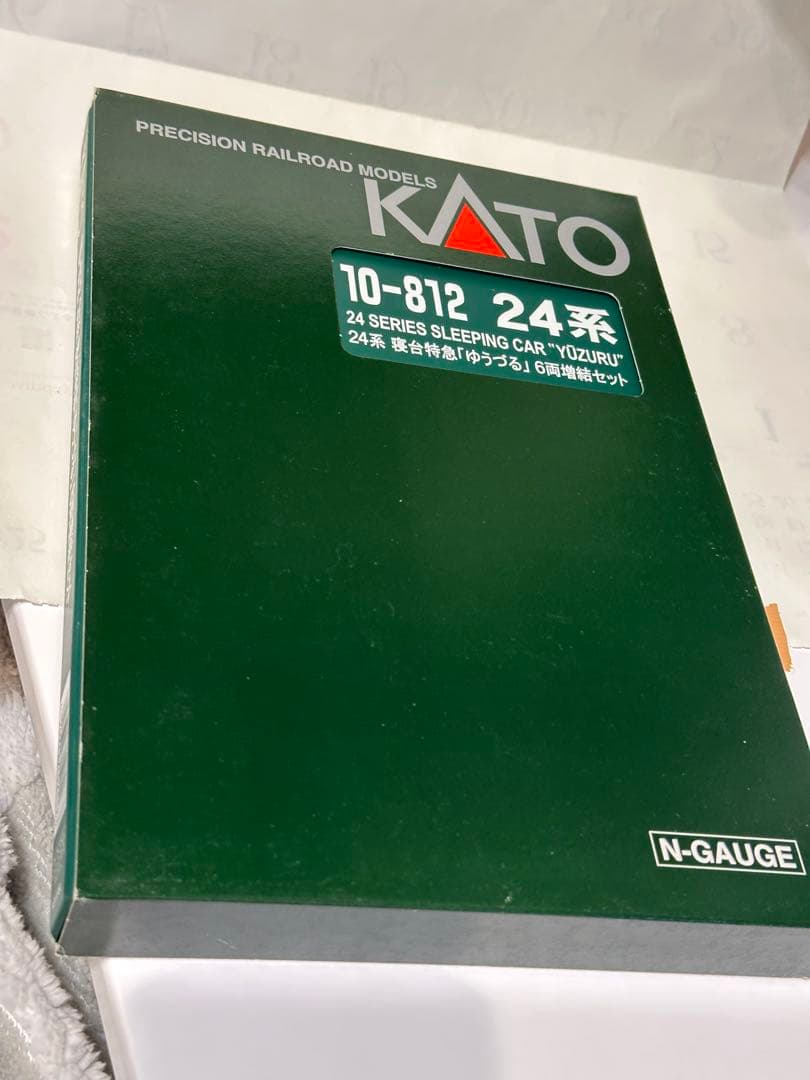 PRECISION RAILROAD MODELS
KATO
10-812 24系
24 SERIES SLEEPING CAR "YŪZURU"
24系 寝台特急「ゆうづる」6両増結セット
N-GAUGE